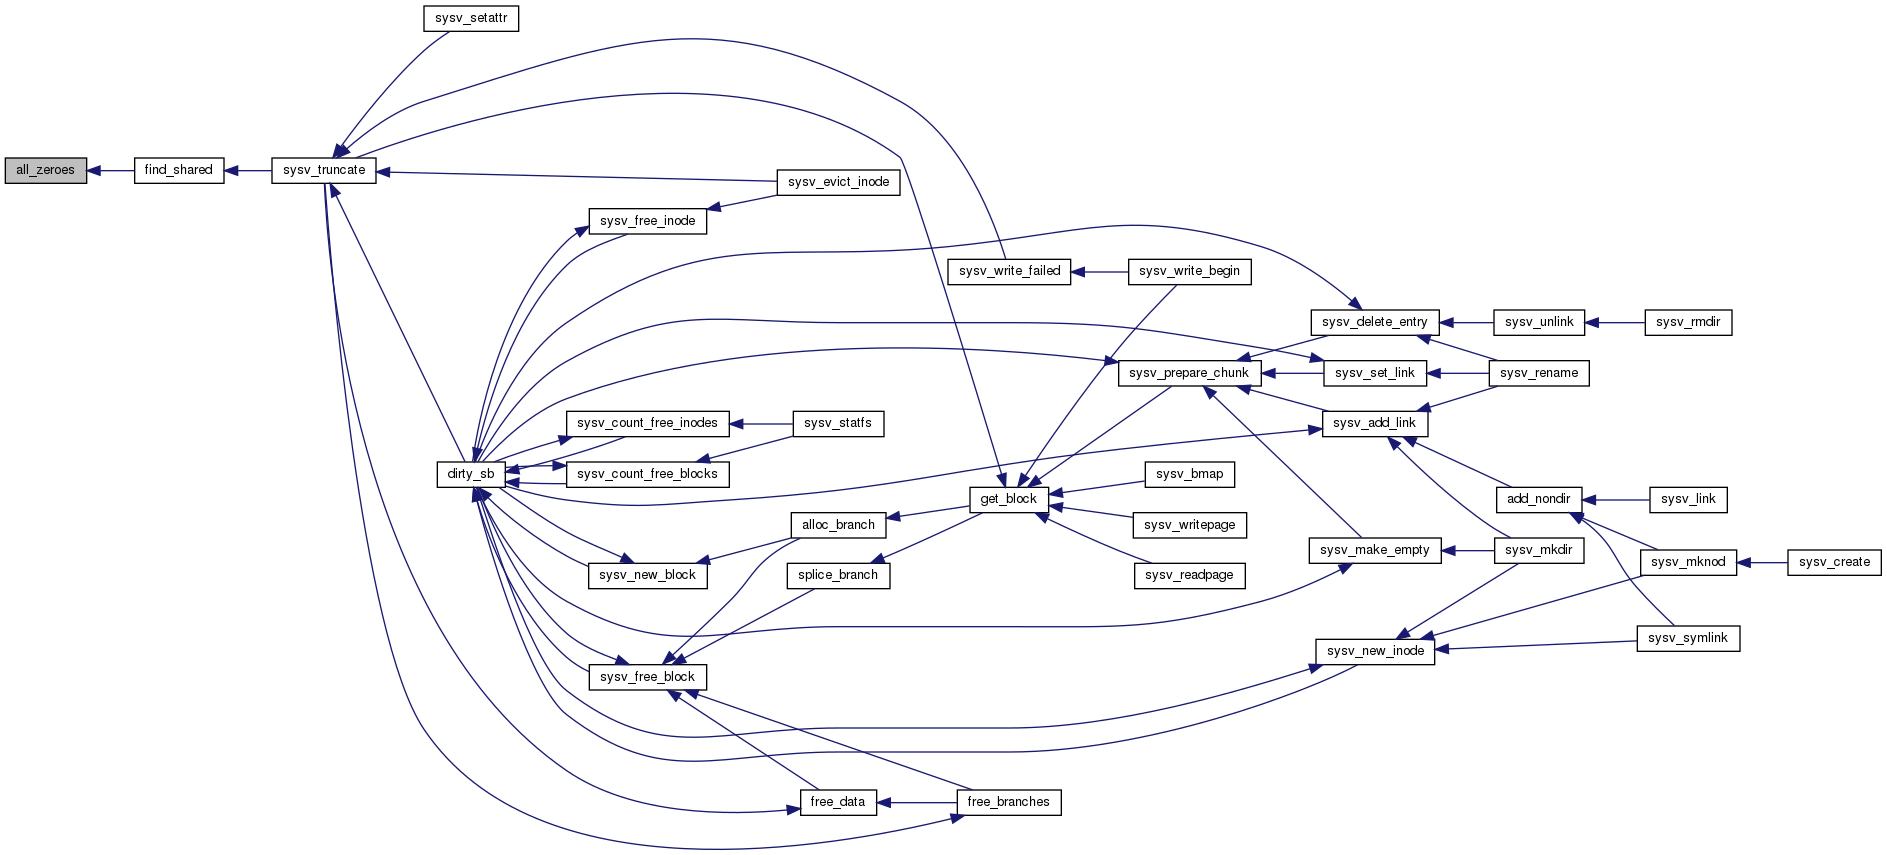 sysv_setattr
all_zeroes
find_shared
sysv_truncate
sysv_evict_inode
sysv_free_inode
sysv_write_failed
sysv_write_begin
sysv_delete_entry
sysv_unlink
sysv_rmdir
sysv_prepare_chunk
sysv_set_link
sysv_rename
sysv_count_free_inodes
sysv_statfs
sysv_add_link
dirty_sb
sysv_count_free_blocks
sysv_bmap
get_block
add_nondir
sysv_link
alloc_branch
sysv_writepage
sysv_make_empty
sysv_mkdir
sysv_mknod
sysv_create
sysv_new_block
splice_branch
sysv_readpage
sysv_symlink
sysv_new_inode
sysv_free_block
free_data
free_branches